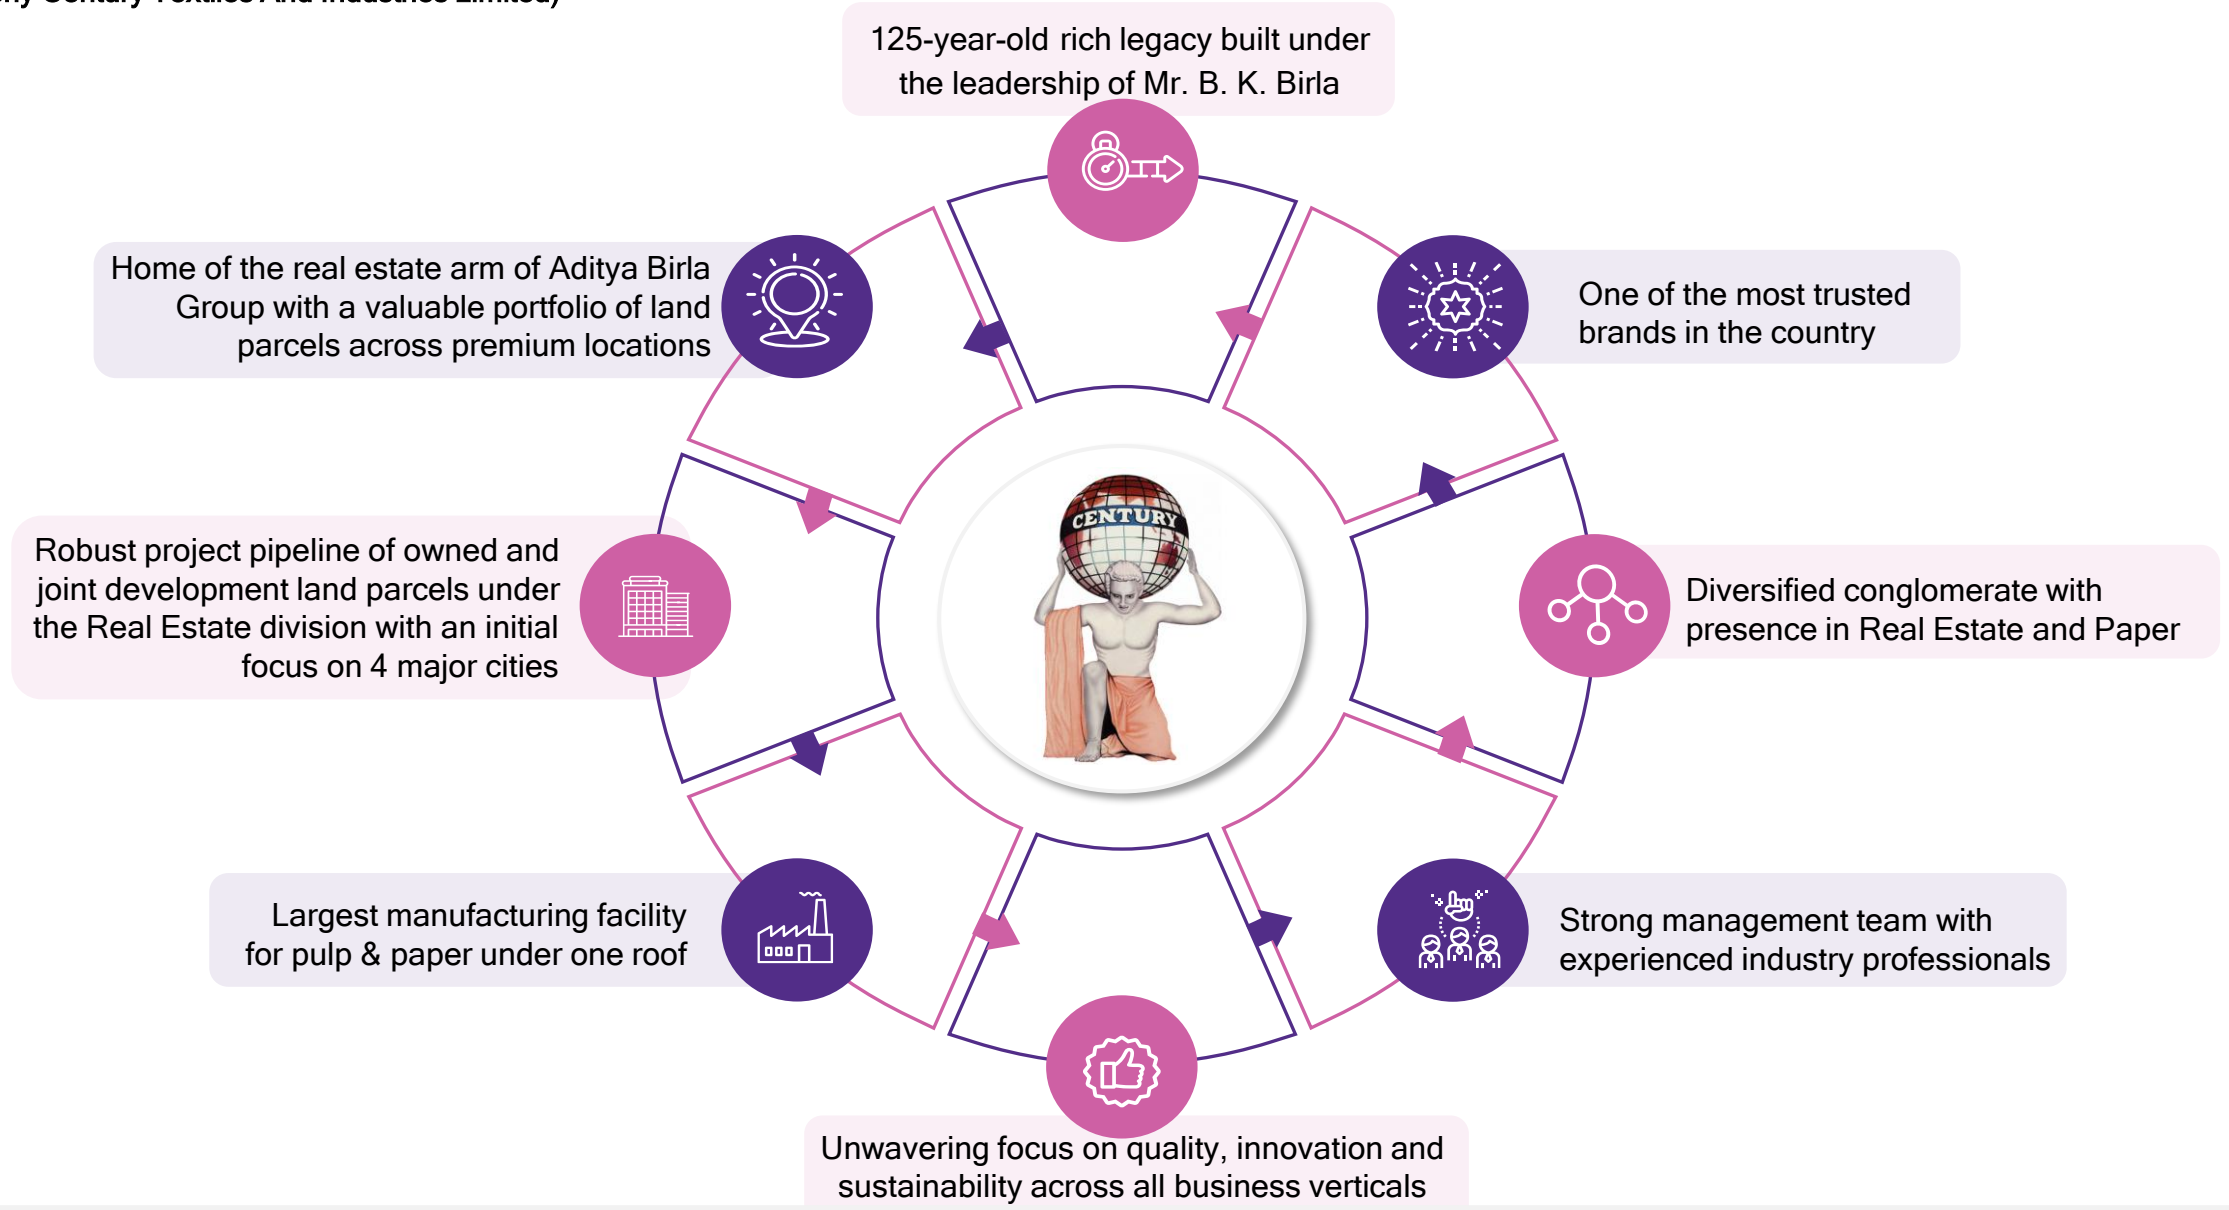 Century Textiles And Industries Limited)
125-year-old rich legacy built under
the leadership of Mr. B. K. Birla
One of the most trusted
brands in the country
Diversified conglomerate with
presence in Real Estate and Paper
Strong management team with
experienced industry professionals
Unwavering focus on quality, innovation and
sustainability across all business verticals
Largest manufacturing facility
for pulp & paper under one roof
Robust project pipeline of owned and
joint development land parcels under
the Real Estate division with an initial
focus on 4 major cities
Home of the real estate arm of Aditya Birla
Group with a valuable portfolio of land
parcels across premium locations
CENTURY